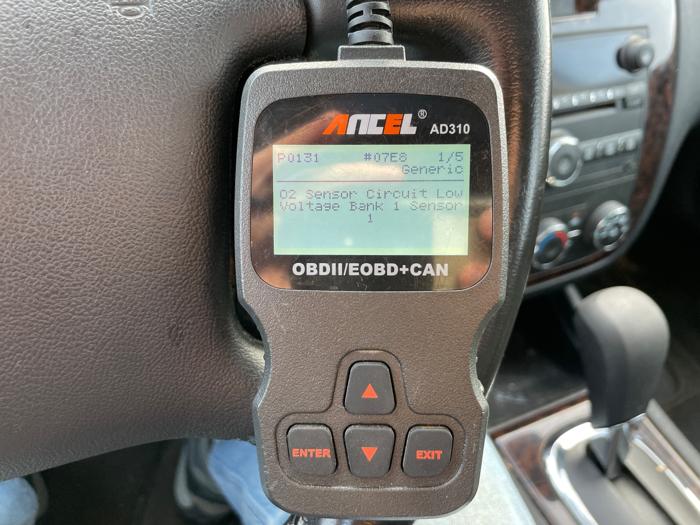 ANCEL® AD310
P0131 #07E8 1/5
Generic
O2 Sensor Circuit Low
Voltage Bank 1 Sensor
1
OBDII/EOBD+CAN
ENTER
EXIT